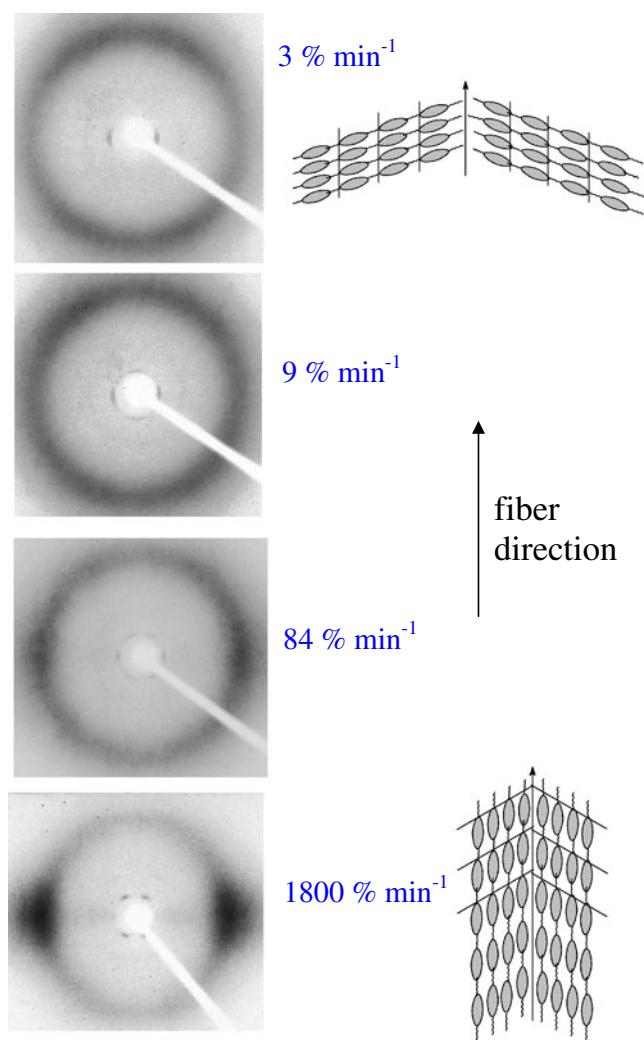 3 % min⁻¹
9 % min⁻¹
fiber
direction
84 % min⁻¹
1800 % min⁻¹